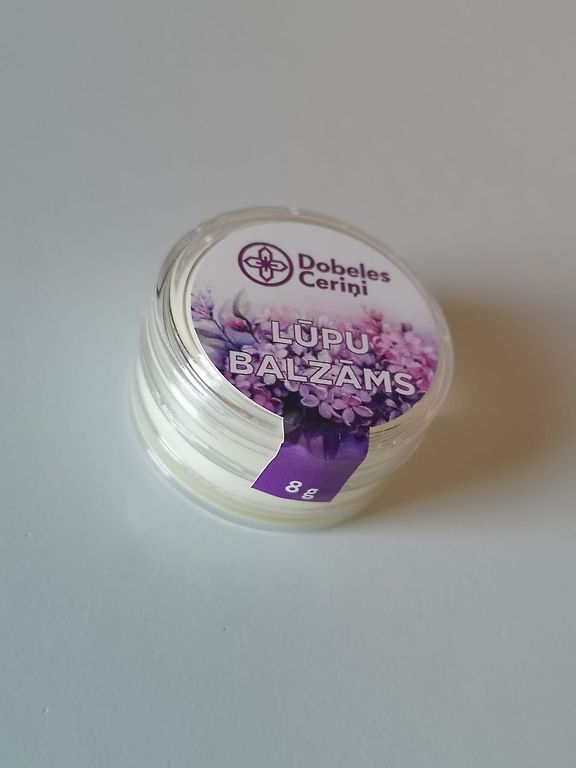 Dobeles
Ceriņi
LŪPU
BALZĀMS
8 g